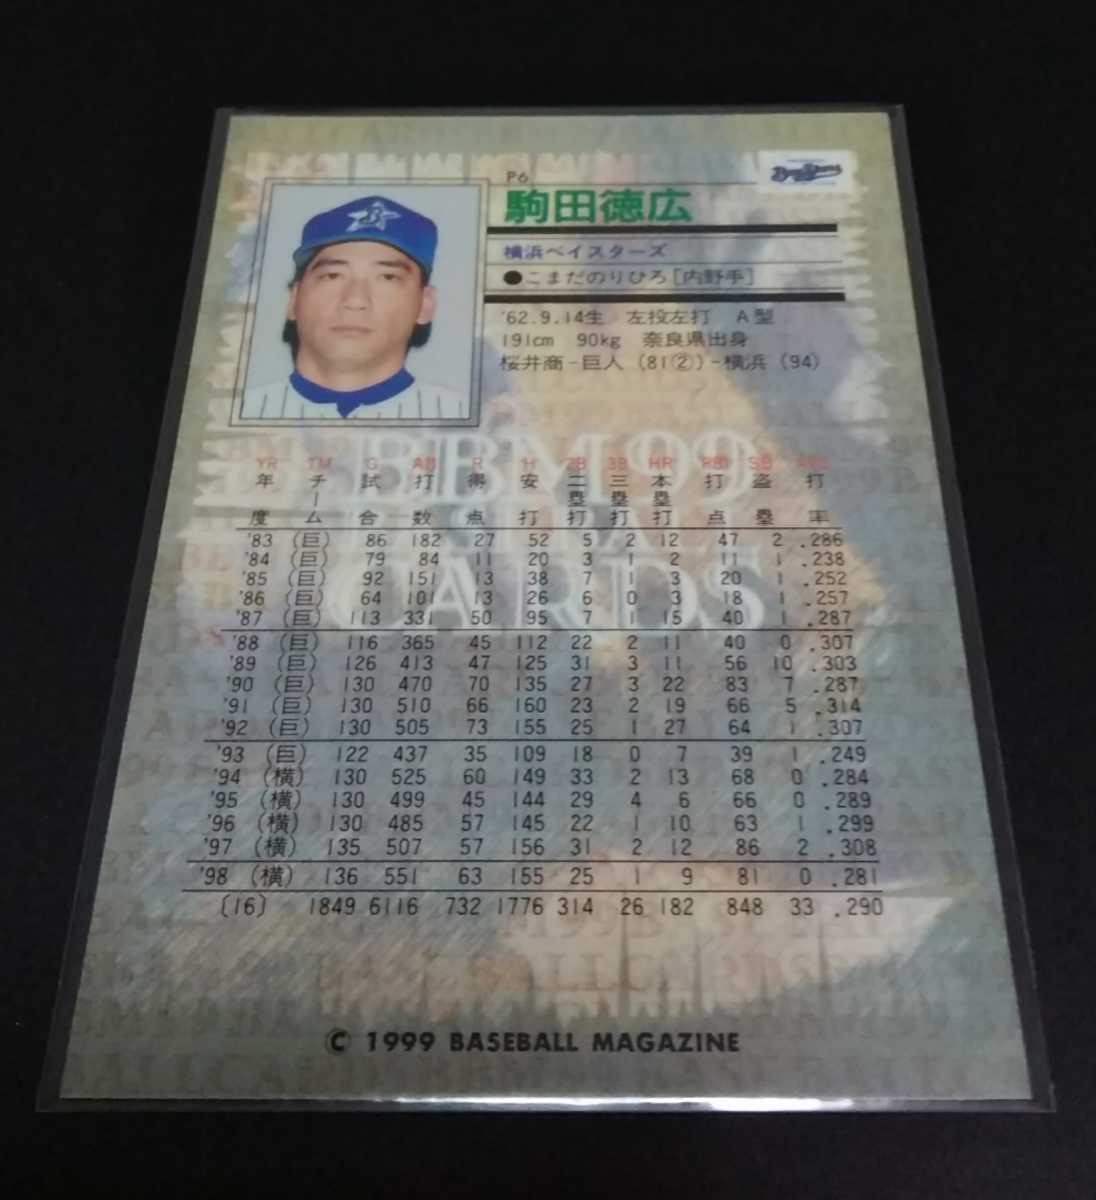 P6
駒田徳広
横浜ベイスターズ
●こまだのりひろ[内野手]
'62.9.14生 左投左打 A型
191cm 90kg 奈良県出身
桜井商-巨人(81②)-横浜(94)
BBM99
CARDS
YR TM G AB R H 2B 3B HR RBI SB AVG
年度 チーム 試合 打数 得点 安打 二塁打 三塁打 本塁打 打点 盗塁 打率
'83 (巨) 86 182 27 52 5 2 12 47 2 .286
'84 (巨) 79 84 11 20 3 1 2 11 1 .238
'85 (巨) 92 151 13 38 7 1 3 20 1 .252
'86 (巨) 64 101 13 26 6 0 3 18 1 .257
'87 (巨) 113 331 50 95 7 1 15 40 1 .287
'88 (巨) 116 365 45 112 22 2 11 40 0 .307
'89 (巨) 126 413 47 125 31 3 11 56 10 .303
'90 (巨) 130 470 70 135 27 3 22 83 7 .287
'91 (巨) 130 510 66 160 23 2 19 66 5 .314
'92 (巨) 130 505 73 155 25 1 27 64 1 .307
'93 (巨) 122 437 35 109 18 0 7 39 1 .249
'94 (横) 130 525 60 149 33 2 13 68 0 .284
'95 (横) 130 499 45 144 29 4 6 66 0 .289
'96 (横) 130 485 57 145 22 1 10 63 1 .299
'97 (横) 135 507 57 156 31 2 12 86 2 .308
'98 (横) 136 551 63 155 25 1 9 81 0 .281
(16) 1849 6116 732 1776 314 26 182 848 33 .290
© 1999 BASEBALL MAGAZINE